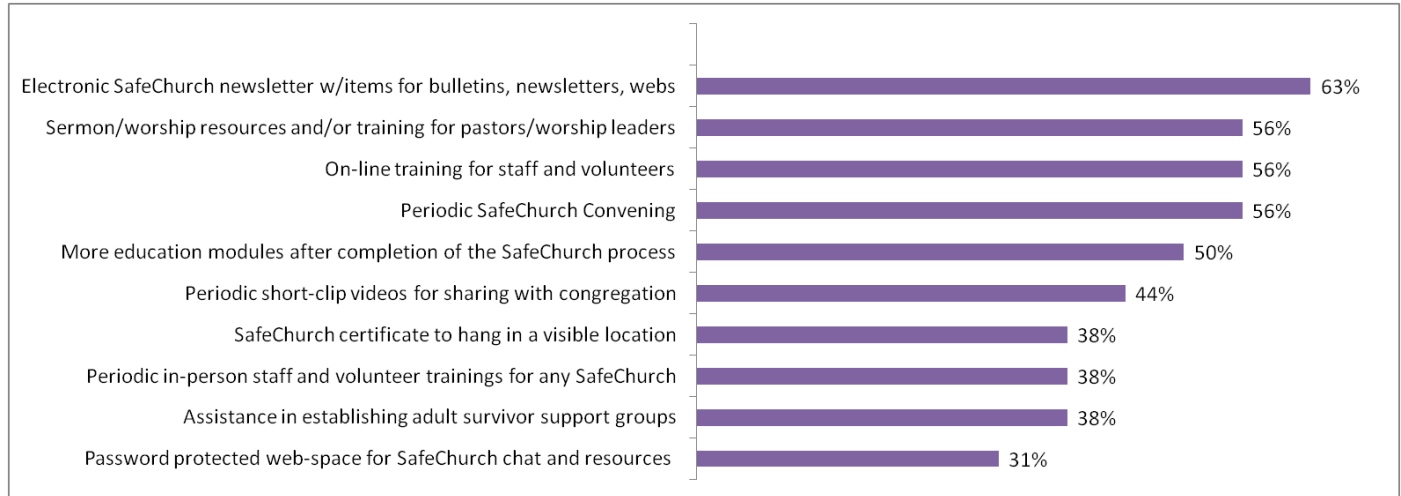 Electronic SafeChurch newsletter w/items for bulletins, newsletters, webs 63%
Sermon/worship resources and/or training for pastors/worship leaders 56%
On-line training for staff and volunteers 56%
Periodic SafeChurch Convening 56%
More education modules after completion of the SafeChurch process 50%
Periodic short-clip videos for sharing with congregation 44%
SafeChurch certificate to hang in a visible location 38%
Periodic in-person staff and volunteer trainings for any SafeChurch 38%
Assistance in establishing adult survivor support groups 38%
Password protected web-space for SafeChurch chat and resources 31%